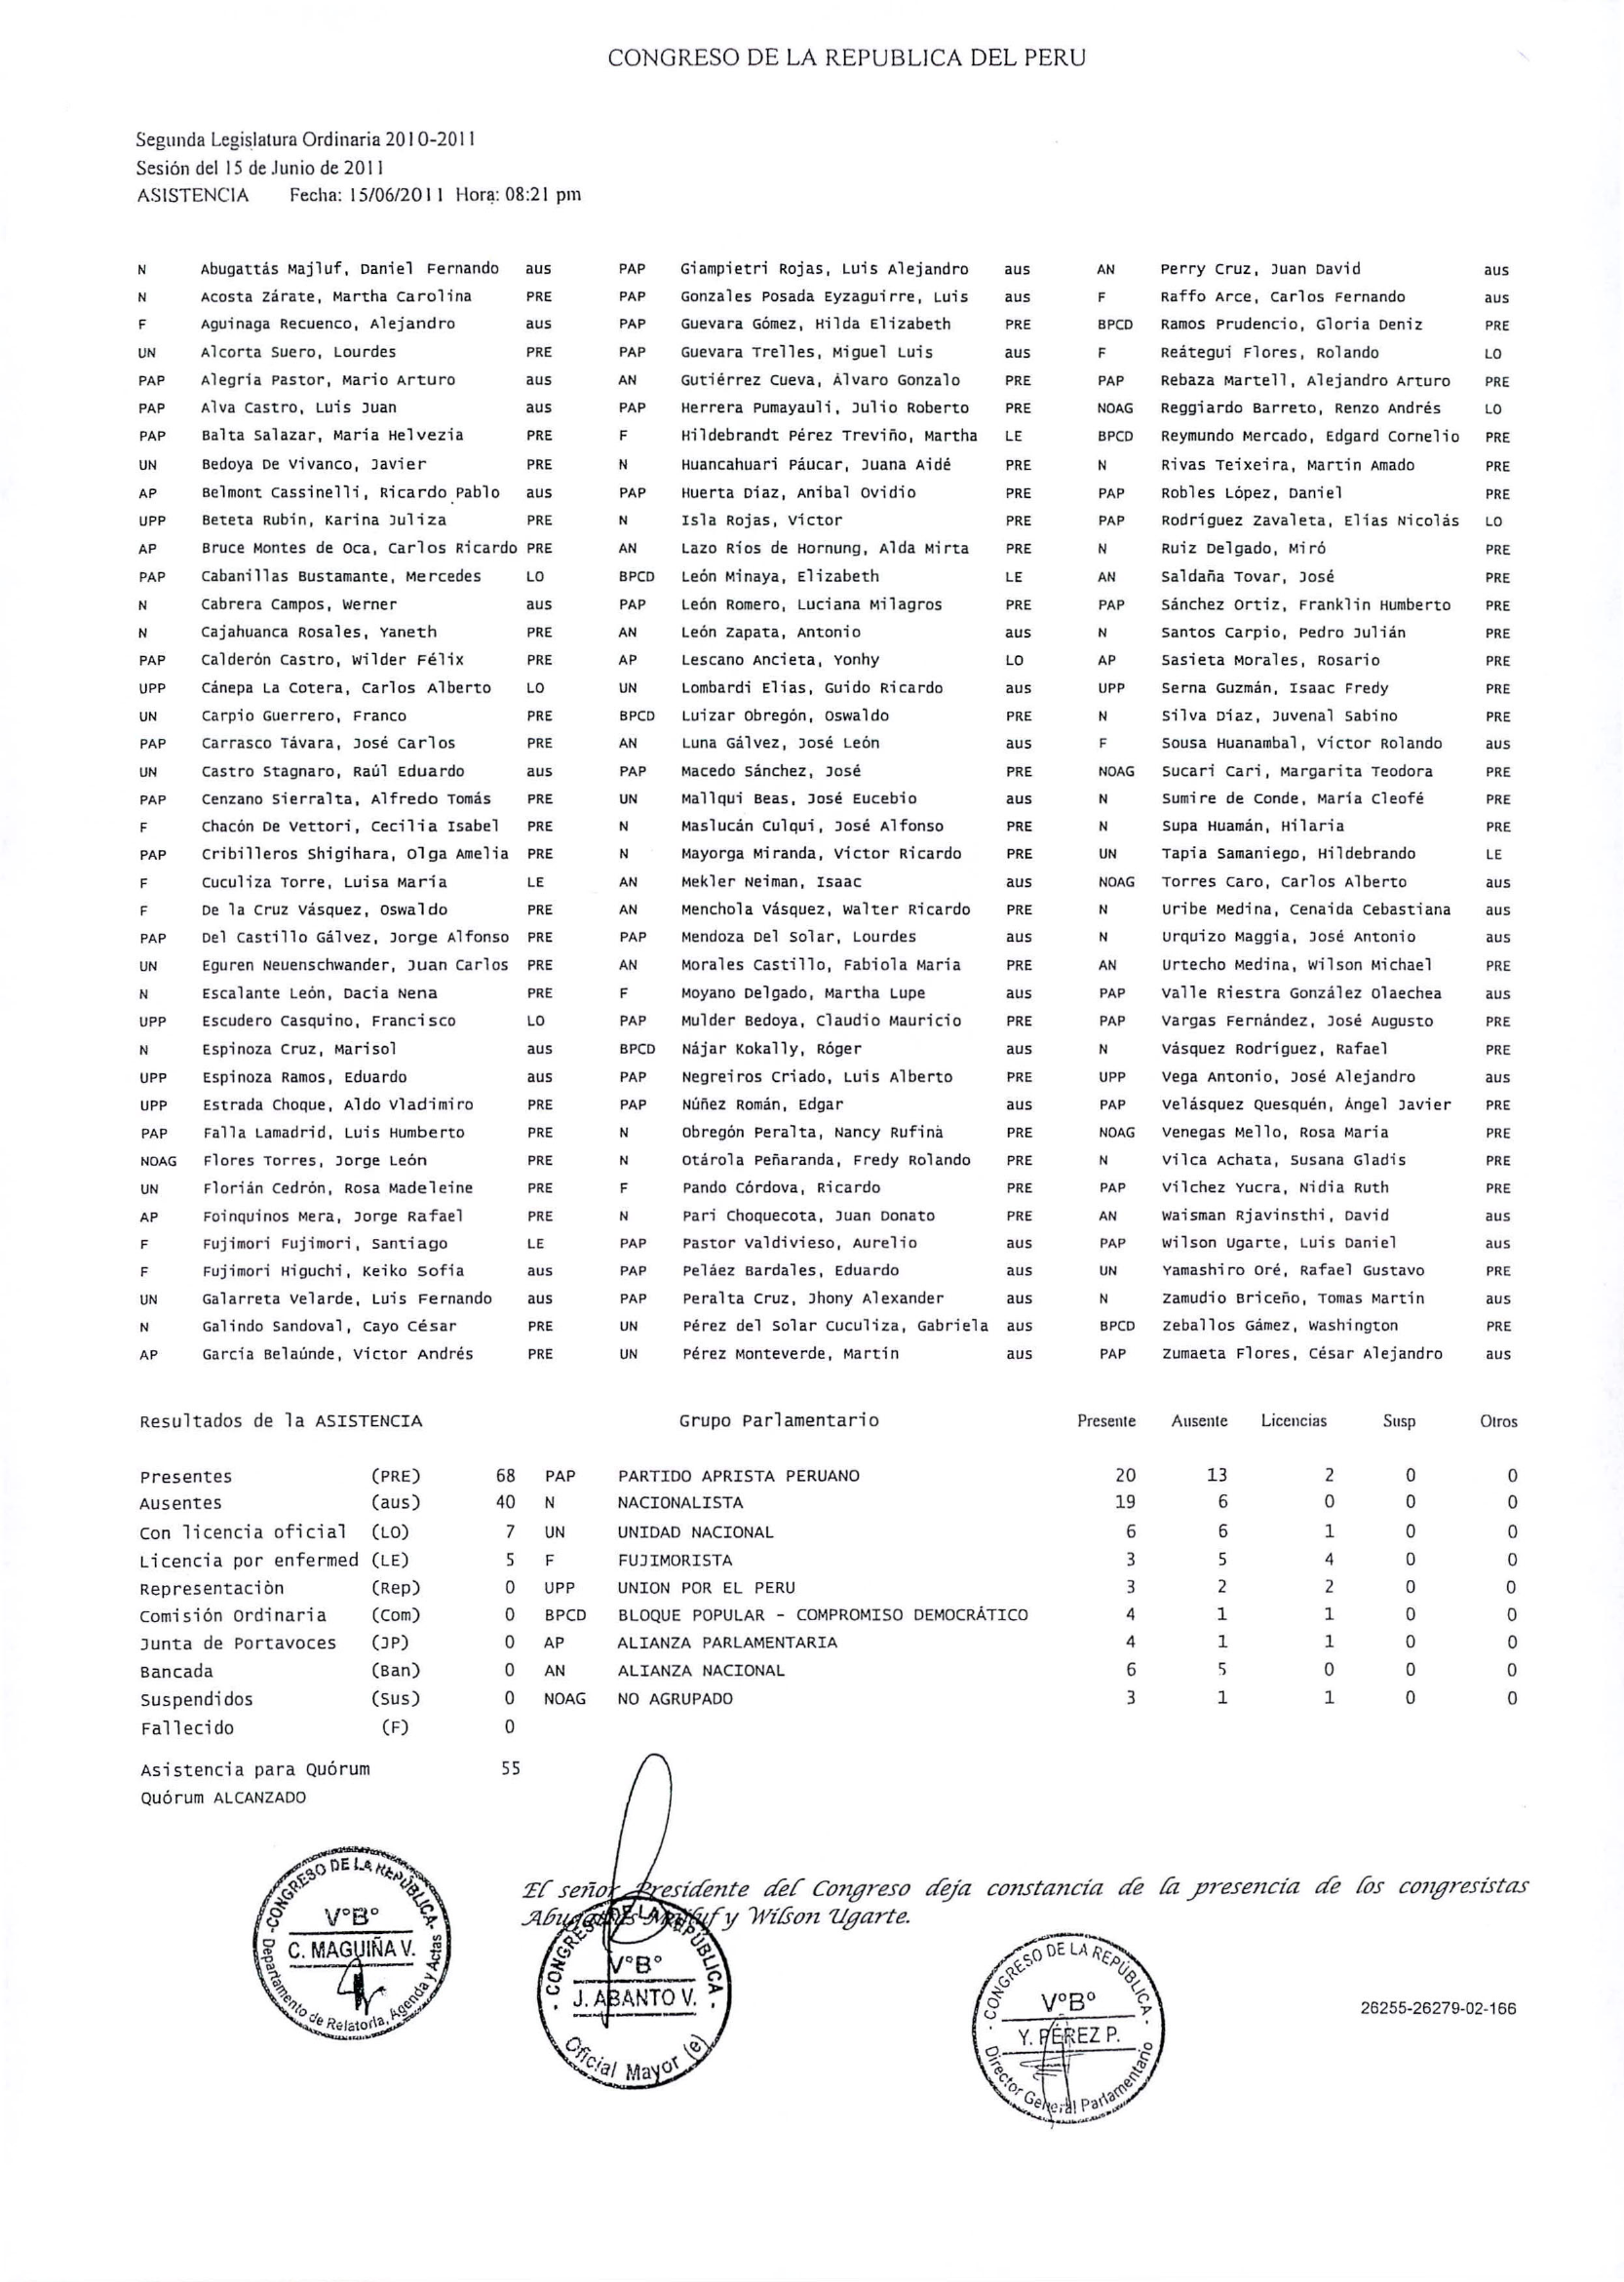 CONGRESO DE LA REPUBLICA DEL PERU
Segunda Legislatura Ordinaria 2010-2011
Sesión del 15 de Junio de 2011
ASISTENCIA Fecha: 15/06/2011 Hora: 08:21 pm
N Abugattás Majluf, Daniel Fernando aus PAP Giampietri Rojas, Luis Alejandro aus AN Perry Cruz, Juan David aus
N Acosta Zárate, Martha Carolina PRE PAP Gonzales Posada Eyzaguirre, Luis aus F Raffo Arce, Carlos Fernando aus
F Aguinaga Recuenco, Alejandro aus PAP Guevara Gómez, Hilda Elizabeth PRE BPCD Ramos Prudencio, Gloria Deniz PRE
UN Alcorta Suero, Lourdes PRE PAP Guevara Trelles, Miguel Luis aus F Reátegui Flores, Rolando LO
PAP Alegría Pastor, Mario Arturo aus AN Gutiérrez Cueva, Álvaro Gonzalo PRE PAP Rebaza Martell, Alejandro Arturo PRE
PAP Alva Castro, Luis Juan aus PAP Herrera Pumayauli, Julio Roberto PRE NOAG Reggiardo Barreto, Renzo Andrés LO
PAP Balta Salazar, María Helvezia PRE F Hildebrandt Pérez Treviño, Martha LE BPCD Reymundo Mercado, Edgard Cornelio PRE
UN Bedoya De Vivanco, Javier PRE N Huancahuari Páucar, Juana Aidé PRE N Rivas Teixeira, Martín Amado PRE
AP Belmont Cassinelli, Ricardo Pablo aus PAP Huerta Díaz, Anibal Ovidio PRE PAP Robles López, Daniel PRE
UPP Beteta Rubín, Karina Juliza PRE N Isla Rojas, Víctor PRE PAP Rodríguez Zavaleta, Elías Nicolás LO
AP Bruce Montes de Oca, Carlos Ricardo PRE AN Lazo Ríos de Hornung, Alda Mirta PRE N Ruiz Delgado, Miró PRE
PAP Cabanillas Bustamante, Mercedes LO BPCD León Minaya, Elizabeth LE AN Saldaña Tovar, José PRE
N Cabrera Campos, Werner aus PAP León Romero, Luciana Milagros PRE PAP Sánchez Ortiz, Franklin Humberto PRE
N Cajahuanca Rosales, Yaneth PRE AN León Zapata, Antonio aus N Santos Carpio, Pedro Julián PRE
PAP Calderón Castro, Wilder Félix PRE AP Lescano Ancieta, Yonhy LO AP Sasieta Morales, Rosario PRE
UPP Cánepa La Cotera, Carlos Alberto LO UN Lombardi Elías, Guido Ricardo aus UPP Serna Guzmán, Isaac Fredy PRE
UN Carpio Guerrero, Franco PRE BPCD Luizar Obregón, Oswaldo PRE N Silva Díaz, Juvenal Sabino PRE
PAP Carrasco Távara, José Carlos PRE AN Luna Gálvez, José León aus F Sousa Huanambal, Víctor Rolando aus
UN Castro Stagnaro, Raúl Eduardo aus PAP Macedo Sánchez, José PRE NOAG Sucari Cari, Margarita Teodora PRE
PAP Cenzano Sierralta, Alfredo Tomás PRE UN Mallqui Beas, José Eucebio aus N Sumire de Conde, María Cleofé PRE
F Chacón De Vettori, Cecilia Isabel PRE N Maslucán Culqui, José Alfonso PRE N Supa Huamán, Hilaria PRE
PAP Cribilleros Shigihara, Olga Amelia PRE N Mayorga Miranda, Víctor Ricardo PRE UN Tapia Samaniego, Hildebrando LE
F Cuculiza Torre, Luisa María LE AN Mekler Neiman, Isaac aus NOAG Torres Caro, Carlos Alberto aus
F De la Cruz Vásquez, Oswaldo PRE AN Menchola Vásquez, Walter Ricardo PRE N Uribe Medina, Cenaida Cebastiana aus
PAP Del Castillo Gálvez, Jorge Alfonso PRE PAP Mendoza Del Solar, Lourdes aus N Urquizo Maggia, José Antonio aus
UN Eguren Neuenschwander, Juan Carlos PRE AN Morales Castillo, Fabiola María PRE AN Urtecho Medina, Wilson Michael PRE
N Escalante León, Dacia Nena PRE F Moyano Delgado, Martha Lupe aus PAP Valle Riestra González Olaechea aus
UPP Escudero Casquino, Francisco LO PAP Mulder Bedoya, Claudio Mauricio PRE PAP Vargas Fernández, José Augusto PRE
N Espinoza Cruz, Marisol aus BPCD Nájar Kokally, Róger aus N Vásquez Rodríguez, Rafael PRE
UPP Espinoza Ramos, Eduardo aus PAP Negreiros Criado, Luis Alberto PRE UPP Vega Antonio, José Alejandro aus
UPP Estrada Choque, Aldo Vladimiro PRE PAP Núñez Román, Edgar aus PAP Velásquez Quesquén, Ángel Javier PRE
PAP Falla Lamadrid, Luis Humberto PRE N Obregón Peralta, Nancy Rufina PRE NOAG Venegas Mello, Rosa María PRE
NOAG Flores Torres, Jorge León PRE N Otárola Peñaranda, Fredy Rolando PRE N Vilca Achata, Susana Gladis PRE
UN Florián Cedrón, Rosa Madeleine PRE F Pando Córdova, Ricardo PRE PAP Vilchez Yucra, Nidia Ruth PRE
AP Foinquinos Mera, Jorge Rafael PRE N Pari Choquecota, Juan Donato PRE AN Waisman Rjavinsthi, David aus
F Fujimori Fujimori, Santiago LE PAP Pastor Valdivieso, Aurelio aus PAP Wilson Ugarte, Luis Daniel aus
F Fujimori Higuchi, Keiko Sofía aus PAP Peláez Bardales, Eduardo aus UN Yamashiro Oré, Rafael Gustavo PRE
UN Galarreta Velarde, Luis Fernando aus PAP Peralta Cruz, Jhony Alexander aus N Zamudio Briceño, Tomas Martín aus
N Galindo Sandoval, Cayo César PRE UN Pérez del Solar Cuculiza, Gabriela aus BPCD Zeballos Gámez, Washington PRE
AP García Belaúnde, Víctor Andrés PRE UN Pérez Monteverde, Martín aus PAP Zumaeta Flores, César Alejandro aus
Resultados de la ASISTENCIA Grupo Parlamentario Presente Ausente Licencias Susp Otros
Presentes (PRE) 68 PAP PARTIDO APRISTA PERUANO 20 13 2 0 0
Ausentes (aus) 40 N NACIONALISTA 19 6 0 0 0
Con licencia oficial (LO) 7 UN UNIDAD NACIONAL 6 6 1 0 0
Licencia por enfermed (LE) 5 F FUJIMORISTA 3 5 4 0 0
Representación (Rep) 0 UPP UNION POR EL PERU 3 2 2 0 0
Comisión Ordinaria (Com) 0 BPCD BLOQUE POPULAR - COMPROMISO DEMOCRÁTICO 4 1 1 0 0
Junta de Portavoces (JP) 0 AP ALIANZA PARLAMENTARIA 4 1 1 0 0
Bancada (Ban) 0 AN ALIANZA NACIONAL 6 5 0 0 0
Suspendidos (Sus) 0 NOAG NO AGRUPADO 3 1 1 0 0
Fallecido (F) 0
Asistencia para Quórum 55
Quórum ALCANZADO
El señor Presidente del Congreso deja constancia de la presencia de los congresistas
Abugattás Majluf y Wilson Ugarte.
CONGRESO DE LA REPÚBLICA
V°B°
C. MAGUIÑA V.
Departamento de Relatoría, Agenda y Actas
CONGRESO DE LA REPÚBLICA
V°B°
J. ABANTO V.
Oficial Mayor (e)
CONGRESO DE LA REPÚBLICA
V°B°
Y. PÉREZ P.
Director General Parlamentario
26255-26279-02-166